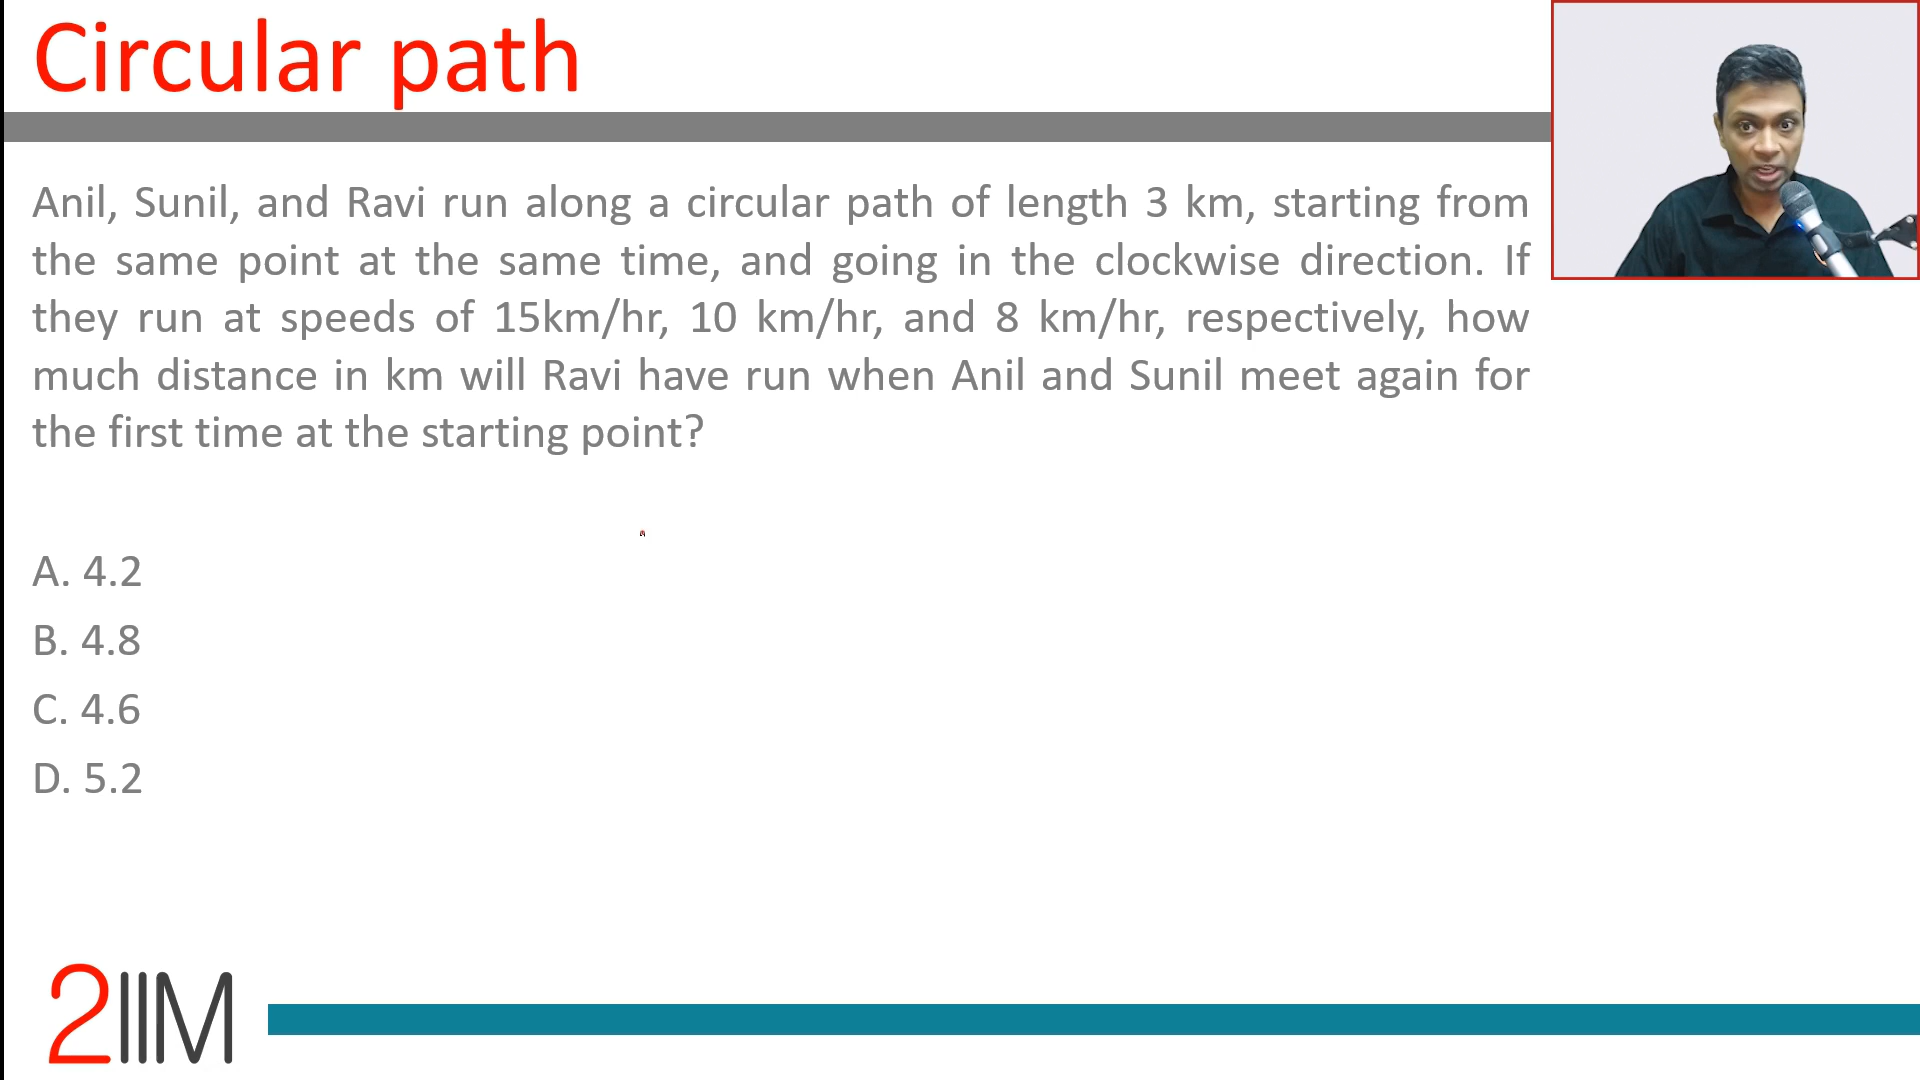 Circular path
Anil, Sunil, and Ravi run along a circular path of length 3 km, starting from
the same point at the same time, and going in the clockwise direction. If
they run at speeds of 15km/hr, 10 km/hr, and 8 km/hr, respectively, how
much distance in km will Ravi have run when Anil and Sunil meet again for
the first time at the starting point?
A. 4.2
B. 4.8
C. 4.6
D. 5.2
2IIM